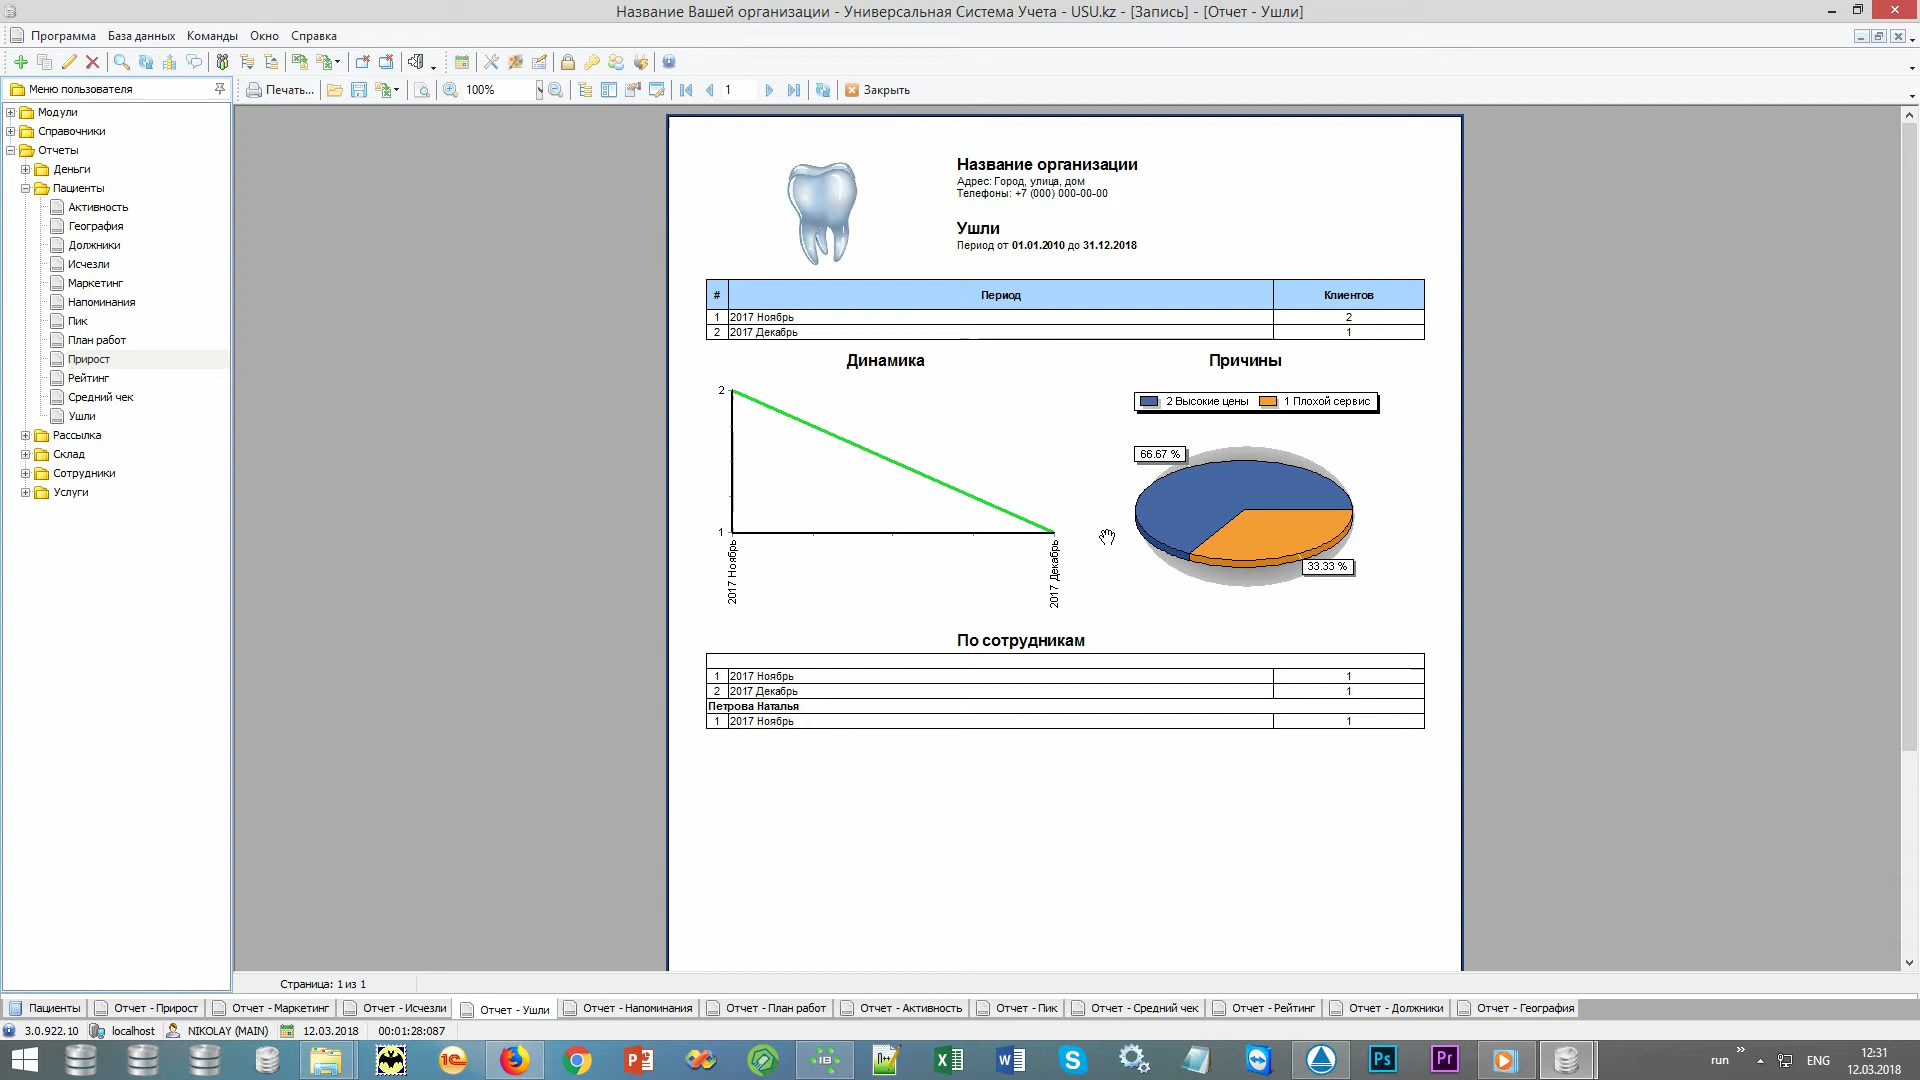 Название Вашей организации - Универсальная Система Учета - USU.kz - [Запись] - [Отчет - Ушли]
Программа База данных Команды Окно Справка
Меню пользователя
Печать... 100% 1 Закрыть
Модули
Справочники
Отчеты
Деньги
Пациенты
Активность
География
Должники
Исчезли
Маркетинг
Напоминания
Пик
План работ
Прирост
Рейтинг
Средний чек
Ушли
Рассылка
Склад
Сотрудники
Услуги
Название организации
Адрес: Город, улица, дом
Телефоны: +7 (000) 000-00-00
Ушли
Период от 01.01.2010 до 31.12.2018
# Период Клиентов
1 2017 Ноябрь 2
2 2017 Декабрь 1
Динамика
2
1
2017 Ноябрь
2017 Декабрь
Причины
2 Высокие цены 1 Плохой сервис
66.67 %
33.33 %
По сотрудникам
1 2017 Ноябрь 1
2 2017 Декабрь 1
Петрова Наталья
1 2017 Ноябрь 1
Страница: 1 из 1
Пациенты Отчет - Прирост Отчет - Маркетинг Отчет - Исчезли Отчет - Ушли Отчет - Напоминания Отчет - План работ Отчет - Активность Отчет - Пик Отчет - Средний чек Отчет - Рейтинг Отчет - Должники Отчет - География
3.0.922.10 localhost NIKOLAY (MAIN) 12.03.2018 00:01:28:087
run ENG 12:31
12.03.2018